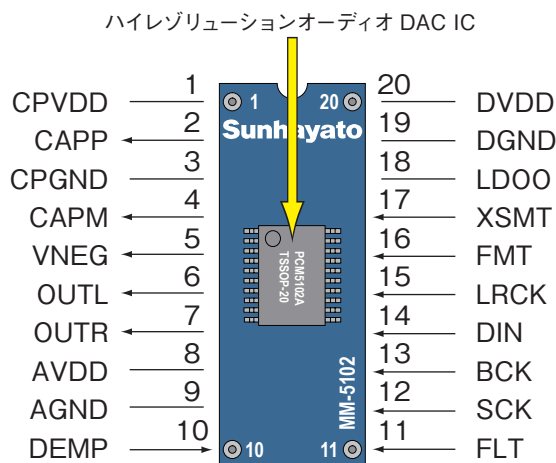 ハイレゾリューションオーディオ DAC IC
CPVDD 1 1 20 20 DVDD
CAPP 2 Sunhayato 19 DGND
CPGND 3 18 LDOO
CAPM 4 17 XSMT
VNEG 5 16 FMT
OUTL 6 15 LRCK
OUTR 7 14 DIN
AVDD 8 13 BCK
AGND 9 12 SCK
DEMP 10 10 11 11 FLT
PCM5102A
TSSOP-20
MM-5102